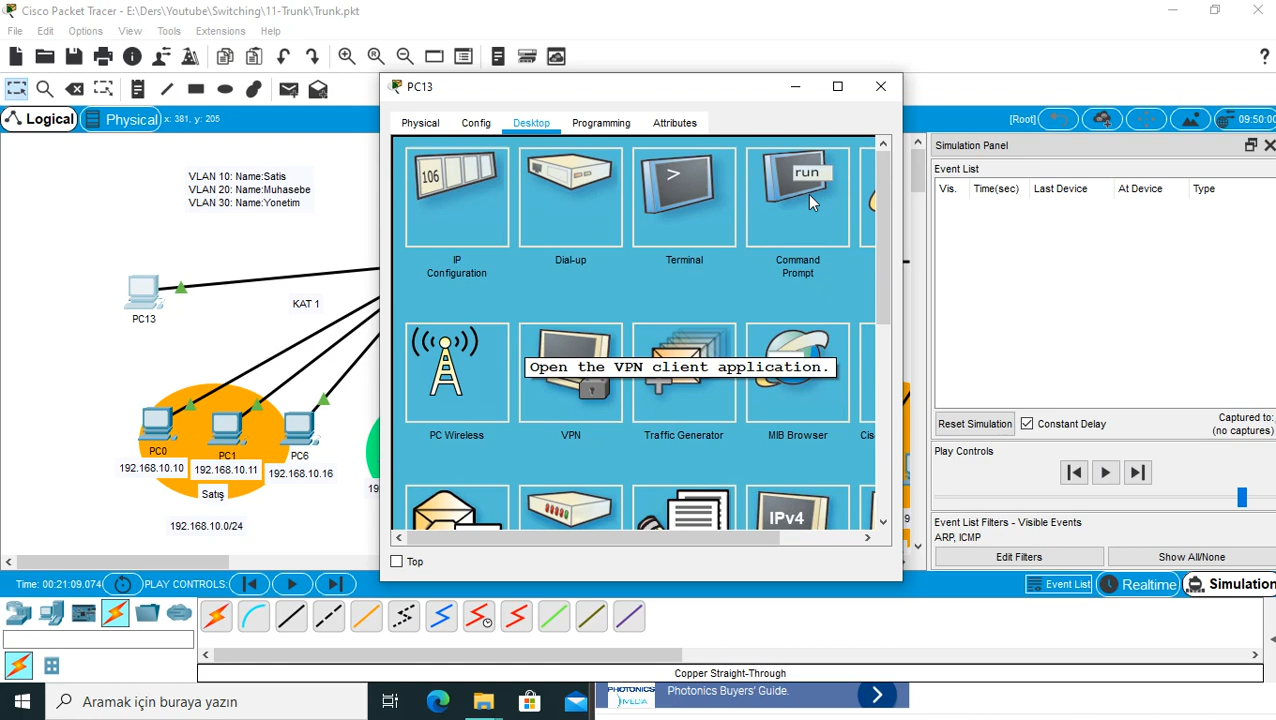 Cisco Packet Tracer - E:\Ders\Youtube\Switching\11-Trunk\Trunk.pkt
File Edit Options View Tools Extensions Help
?
Logical Physical x: 381, y: 205
[Root] 09:50:00
VLAN 10: Name:Satis
VLAN 20: Name:Muhasebe
VLAN 30: Name:Yonetim
PC13
KAT 1
PC0
PC1
PC6
192.168.10.10
192.168.10.11
192.168.10.16
Satış
192.168.10.0/24
19
PC13
Physical Config Desktop Programming Attributes
106
>
run
IP
Configuration
Dial-up
Terminal
Command
Prompt
Open the VPN client application.
PC Wireless
VPN
Traffic Generator
MIB Browser
Cis
IPv4
Top
Simulation Panel
Event List
Vis. Time(sec) Last Device At Device Type
Reset Simulation Constant Delay
Captured to:
(no captures)
Play Controls
Event List Filters - Visible Events
ARP, ICMP
Edit Filters Show All/None
Time: 00:21:09.074 PLAY CONTROLS:
Event List Realtime Simulation
Copper Straight-Through
Aramak için buraya yazın
PHOTONICS
MEDIA
Photonics Buyers' Guide.